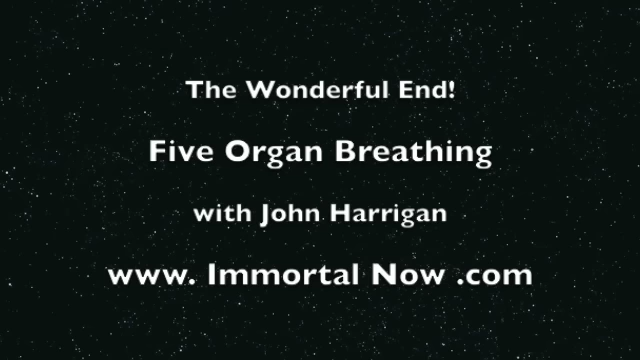 The Wonderful End!
Five Organ Breathing
with John Harrigan
www. Immortal Now .com